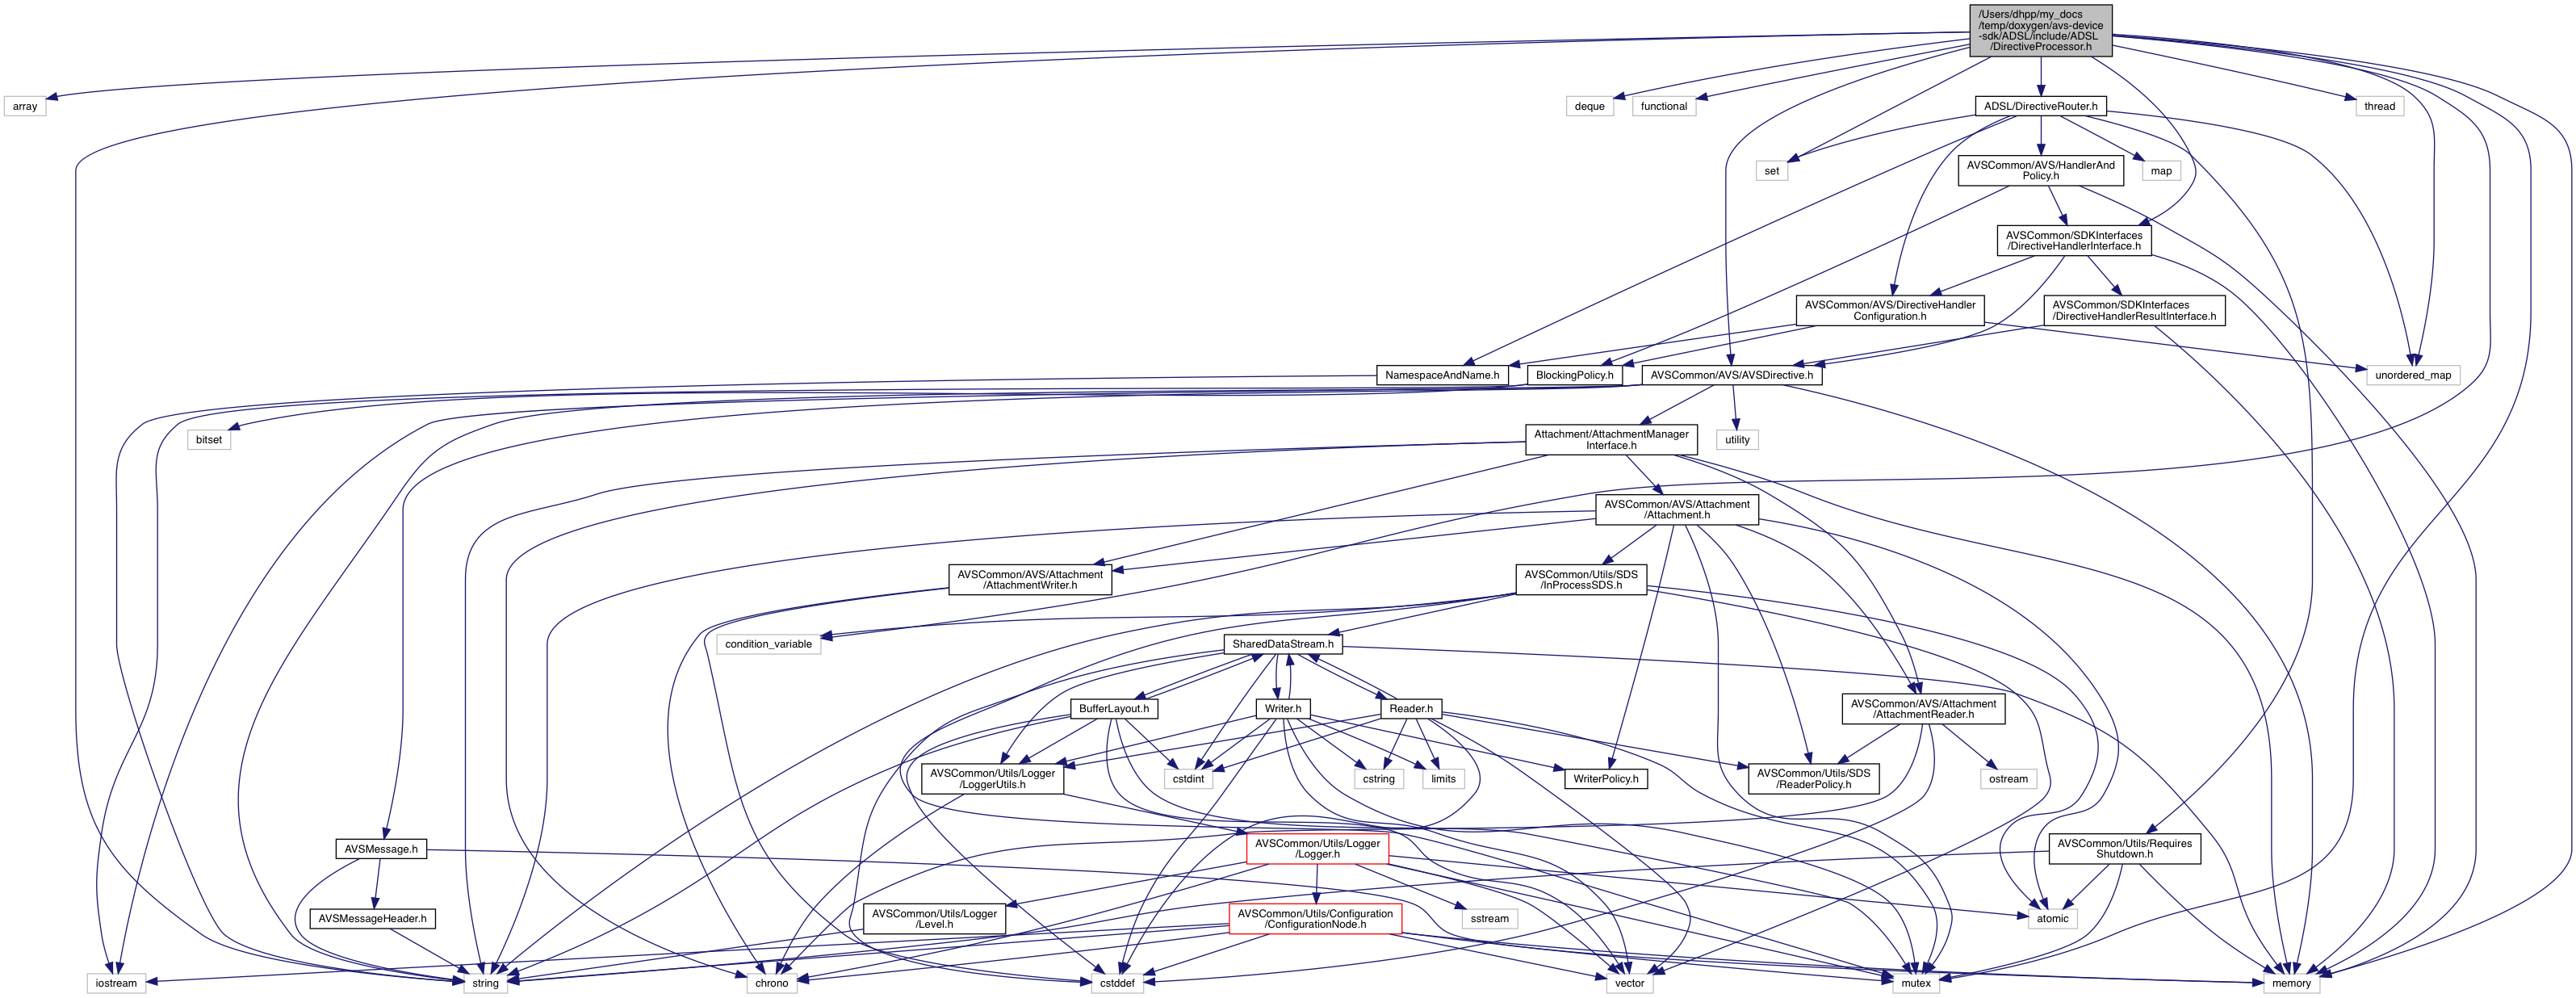 /Users/dhpp/my_docs
/temp/doxygen/avs-device
-sdk/ADSL/include/ADSL
/DirectiveProcessor.h
array
deque
functional
ADSL/DirectiveRouter.h
thread
set
AVSCommon/AVS/HandlerAnd
Policy.h
map
AVSCommon/SDKInterfaces
/DirectiveHandlerInterface.h
AVSCommon/AVS/DirectiveHandler
Configuration.h
AVSCommon/SDKInterfaces
/DirectiveHandlerResultInterface.h
NamespaceAndName.h
BlockingPolicy.h
AVSCommon/AVS/AVSDirective.h
unordered_map
bitset
Attachment/AttachmentManager
Interface.h
utility
AVSCommon/AVS/Attachment
/Attachment.h
AVSCommon/AVS/Attachment
/AttachmentWriter.h
AVSCommon/Utils/SDS
/InProcessSDS.h
condition_variable
SharedDataStream.h
BufferLayout.h
Writer.h
Reader.h
AVSCommon/AVS/Attachment
/AttachmentReader.h
AVSCommon/Utils/Logger
/LoggerUtils.h
cstdint
cstring
limits
WriterPolicy.h
AVSCommon/Utils/SDS
/ReaderPolicy.h
ostream
AVSMessage.h
AVSCommon/Utils/Logger
/Logger.h
AVSCommon/Utils/Requires
Shutdown.h
AVSMessageHeader.h
AVSCommon/Utils/Logger
/Level.h
AVSCommon/Utils/Configuration
/ConfigurationNode.h
sstream
atomic
iostream
string
chrono
cstddef
vector
mutex
memory